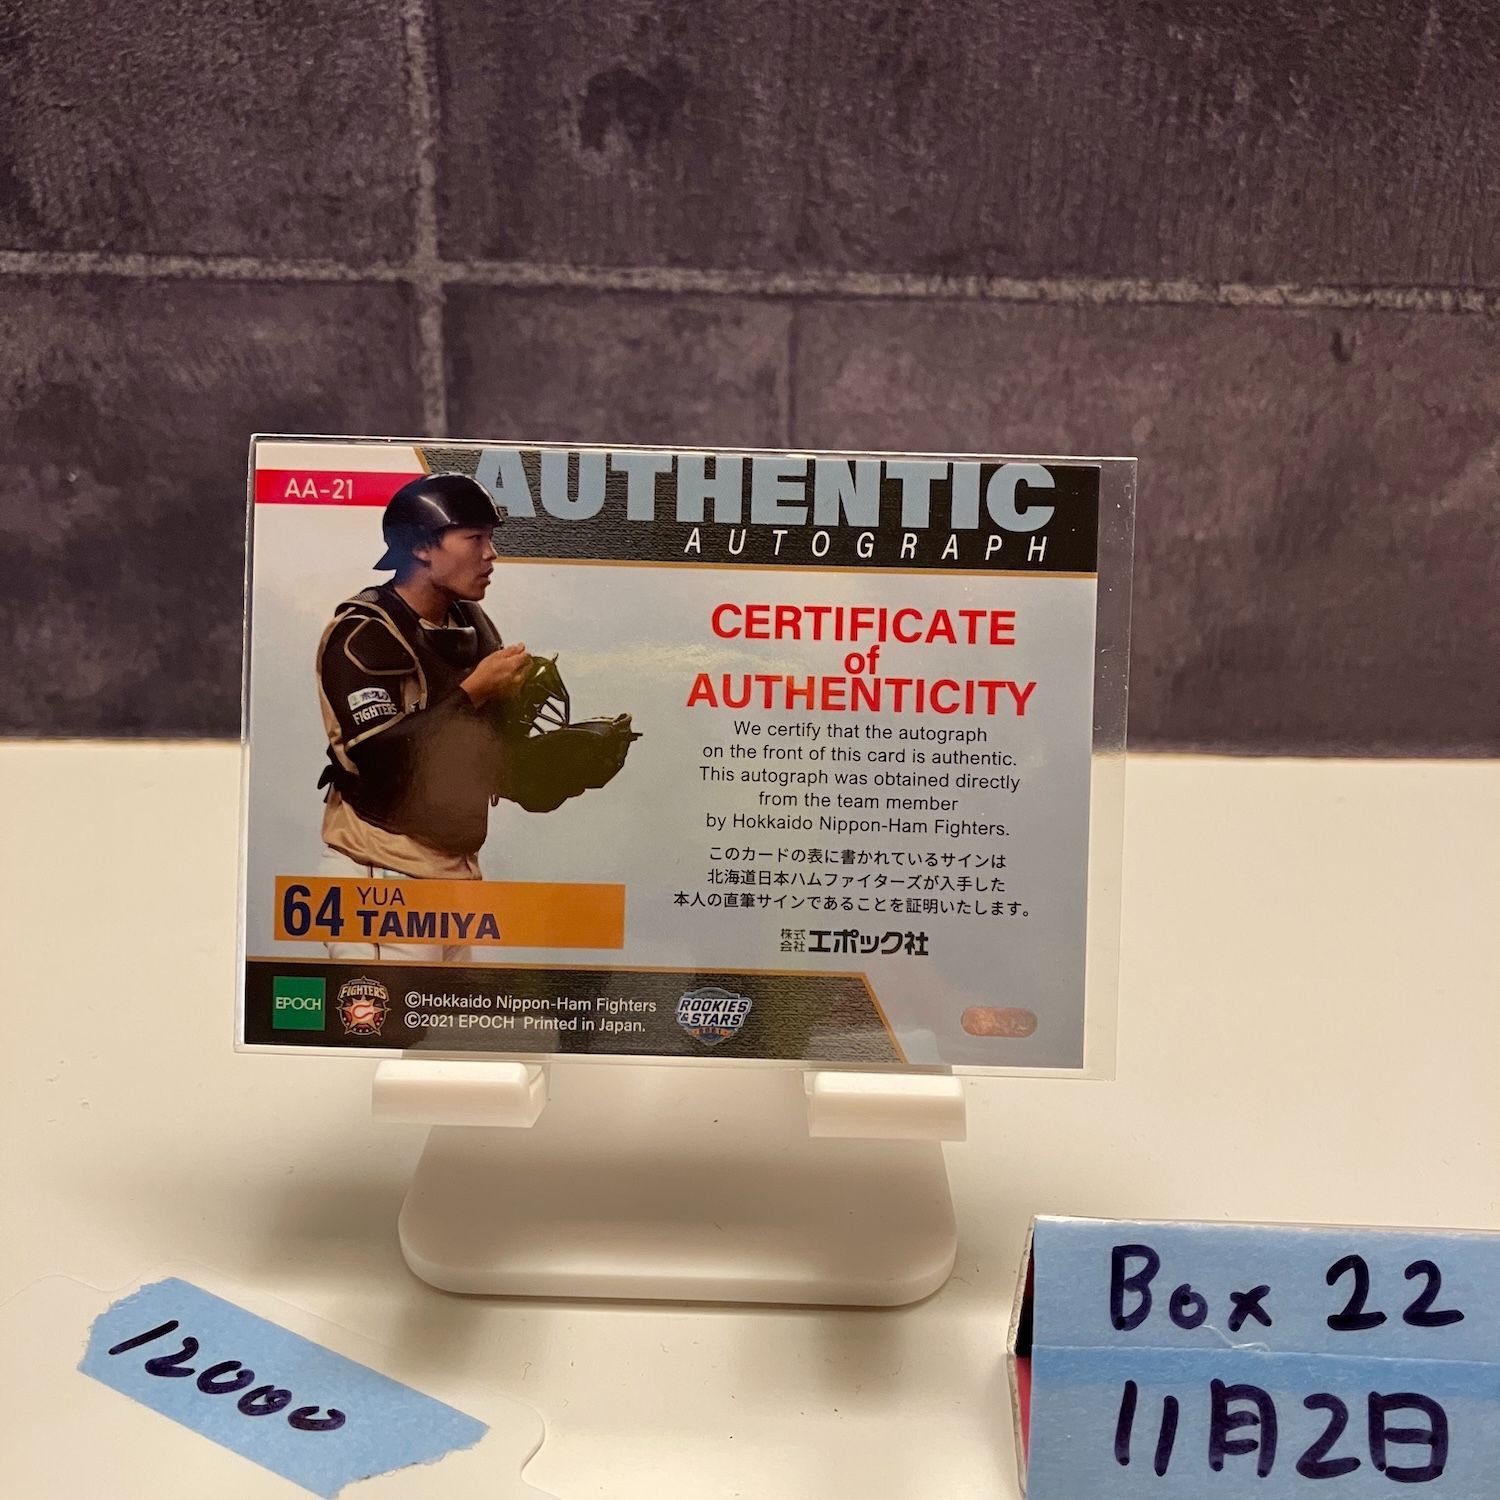 AA-21
AUTHENTIC
AUTOGRAPH
CERTIFICATE
of
AUTHENTICITY
We certify that the autograph
on the front of this card is authentic.
This autograph was obtained directly
from the team member
by Hokkaido Nippon-Ham Fighters.
このカードの表に書かれているサインは
北海道日本ハムファイターズが入手した
本人の直筆サインであることを証明いたします。
株式会社エポック社
ホクレン
FIGHTERS
64 YUA
TAMIYA
EPOCH
FIGHTERS
©Hokkaido Nippon-Ham Fighters
©2021 EPOCH Printed in Japan.
ROOKIES
& STARS
12000
Box 22
11月2日